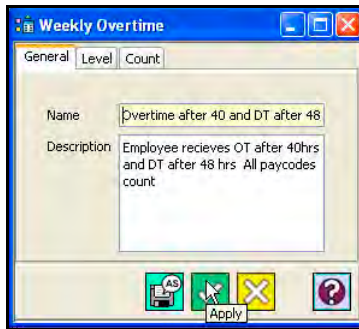 Weekly Overtime
General Level Count
Name Overtime after 40 and DT after 48
Description Employee recieves OT after 40hrs
and DT after 48 hrs All paycodes
count
AS
?
Apply